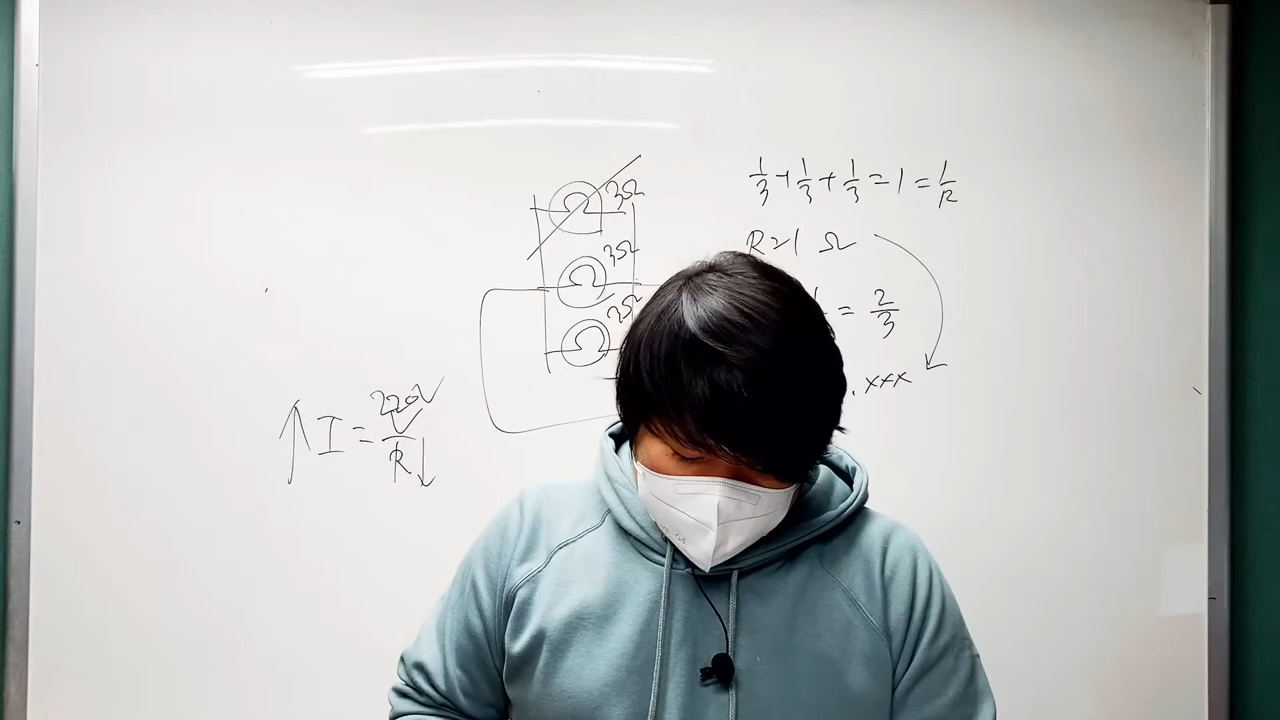 3Ω
3Ω
3Ω
1/3 + 1/3 + 1/3 = 1 = 1/R
R = 1 Ω
= 2/3
.xxx
↑ I = 220V/R ↓